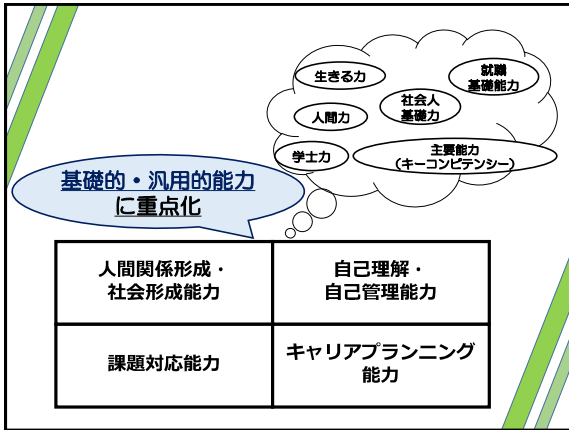 生きる力
就職
基礎能力
人間力
社会人
基礎力
学士力
主要能力
（キーコンピテンシー）
基礎的・汎用的能力
に重点化
人間関係形成・
社会形成能力
自己理解・
自己管理能力
課題対応能力
キャリアプランニング
能力